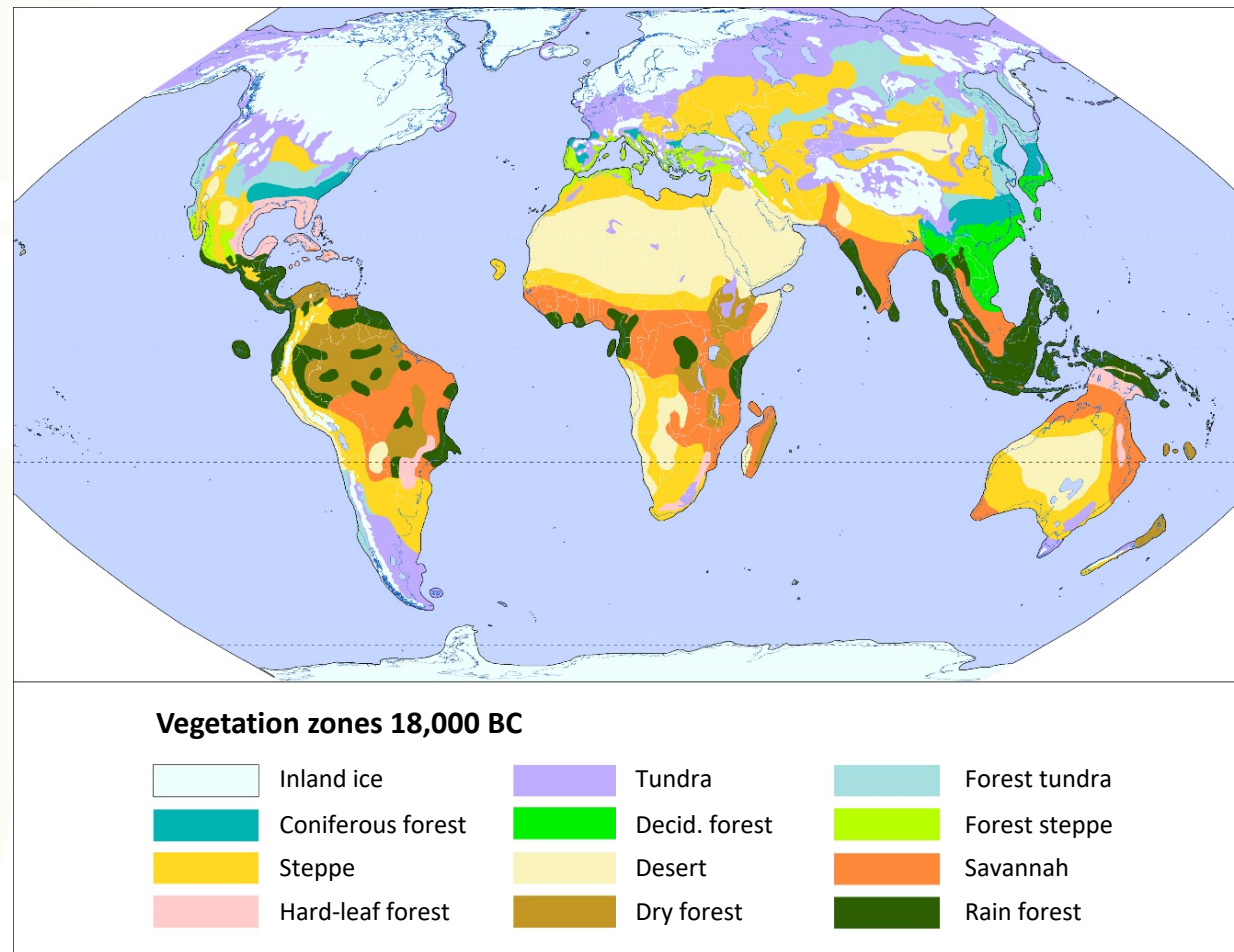 Vegetation zones 18,000 BC
Inland ice
Tundra
Forest tundra
Coniferous forest
Decid. forest
Forest steppe
Steppe
Desert
Savannah
Hard-leaf forest
Dry forest
Rain forest